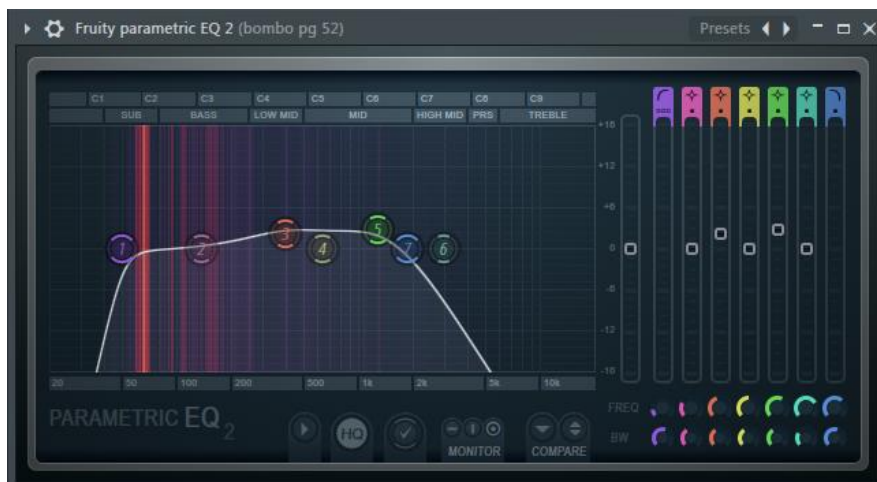 Fruity parametric EQ 2 (bombo pg 52)
Presets
C1 C2 C3 C4 C5 C6 C7 C8 C9
SUB BASS LOW MID MID HIGH MID PRS TREBLE
+18
+12
+6
0
-6
-12
-18
1 2 3 4 5 7 6
20 50 100 200 500 1k 2k 5k 10k
PARAMETRIC EQ 2
HQ
MONITOR
COMPARE
FREQ
BW